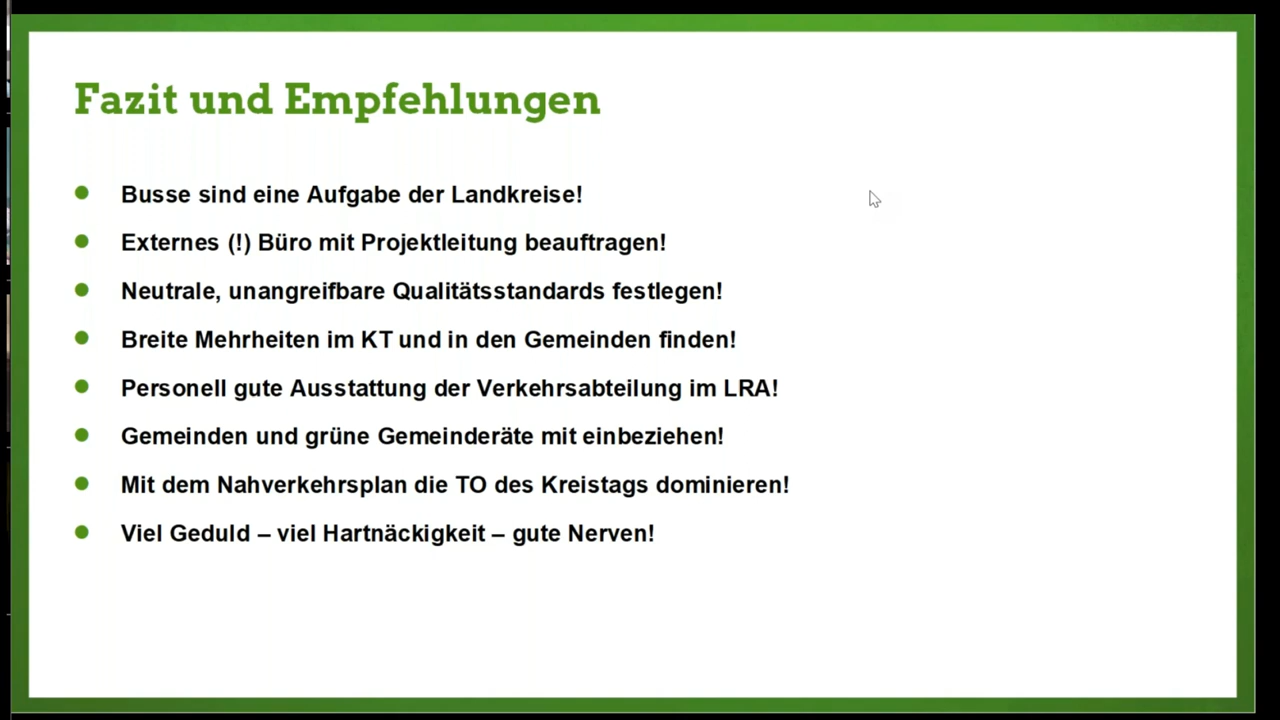 Fazit und Empfehlungen
Busse sind eine Aufgabe der Landkreise!
Externes (!) Büro mit Projektleitung beauftragen!
Neutrale, unangreifbare Qualitätsstandards festlegen!
Breite Mehrheiten im KT und in den Gemeinden finden!
Personell gute Ausstattung der Verkehrsabteilung im LRA!
Gemeinden und grüne Gemeinderäte mit einbeziehen!
Mit dem Nahverkehrsplan die TO des Kreistags dominieren!
Viel Geduld – viel Hartnäckigkeit – gute Nerven!